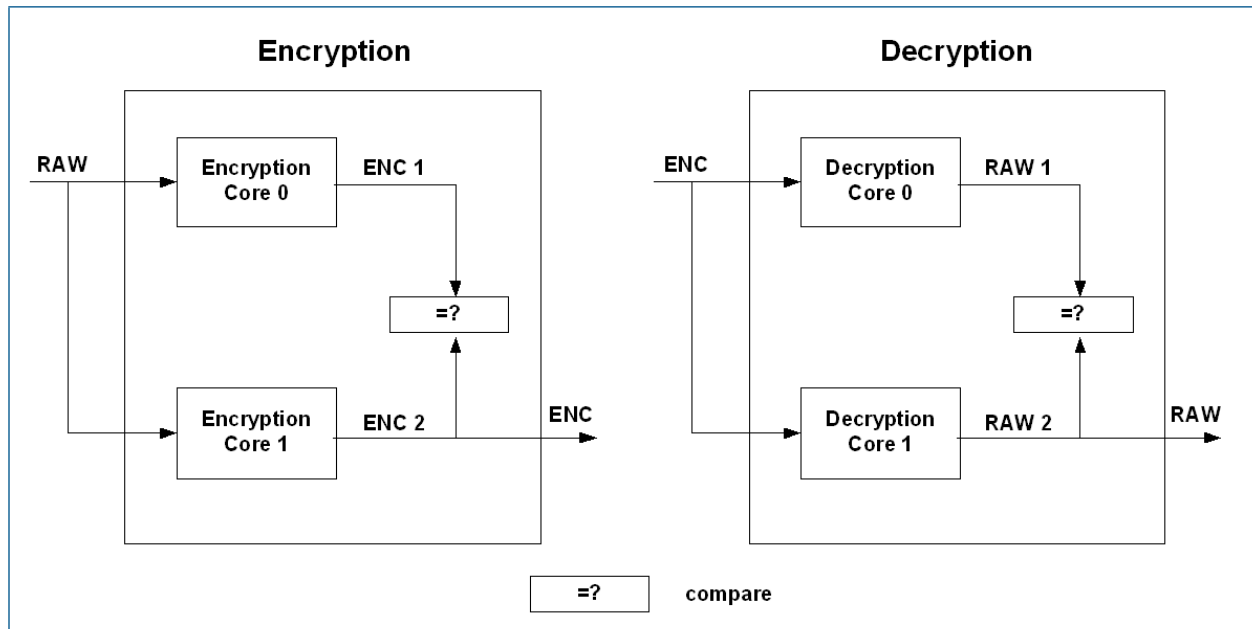 Encryption
RAW
Encryption
Core 0
ENC 1
=?
Encryption
Core 1
ENC 2
ENC
Decryption
ENC
Decryption
Core 0
RAW 1
=?
Decryption
Core 1
RAW 2
RAW
=?
compare